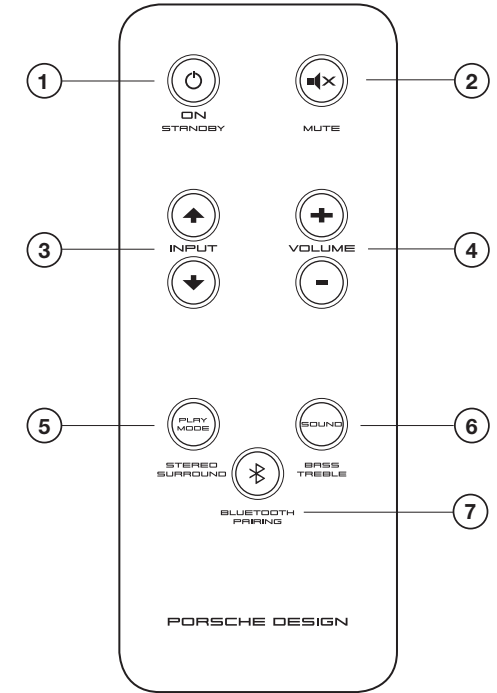 1
2
ON
STANDBY
MUTE
3
INPUT
VOLUME
4
5
PLAY
MODE
SOUND
6
STEREO
SURROUND
BASS
TREBLE
BLUETOOTH
PAIRING
7
PORSCHE DESIGN